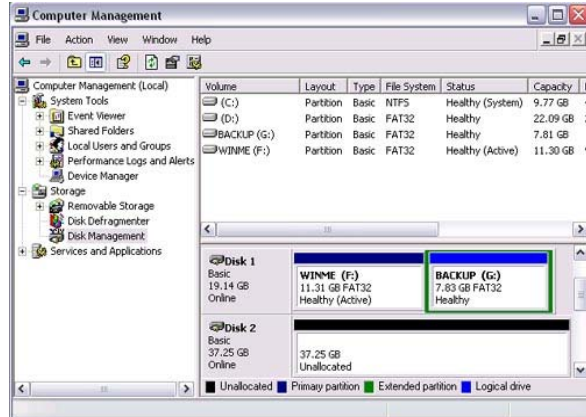 Computer Management
File Action View Window Help
Computer Management (Local)
System Tools
Event Viewer
Shared Folders
Local Users and Groups
Performance Logs and Alerts
Device Manager
Storage
Removable Storage
Disk Defragmenter
Disk Management
Services and Applications
Volume Layout Type File System Status Capacity
(C:) Partition Basic NTFS Healthy (System) 9.77 GB
(D:) Partition Basic FAT32 Healthy 22.09 GB
BACKUP (G:) Partition Basic FAT32 Healthy 7.81 GB
WINME (F:) Partition Basic FAT32 Healthy (Active) 11.30 GB
Disk 1
Basic
19.14 GB
Online
WINME (F:)
11.31 GB FAT32
Healthy (Active)
BACKUP (G:)
7.83 GB FAT32
Healthy
Disk 2
Basic
37.25 GB
Online
37.25 GB
Unallocated
Unallocated Primary partition Extended partition Logical drive